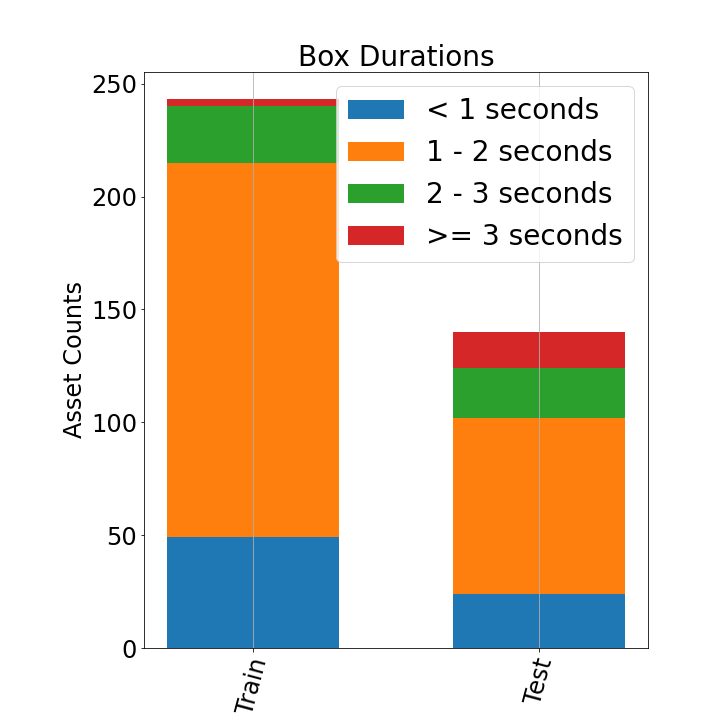 Box Durations
250
200
150
100
50
0
Asset Counts
< 1 seconds
1 - 2 seconds
2 - 3 seconds
>= 3 seconds
Train
Test